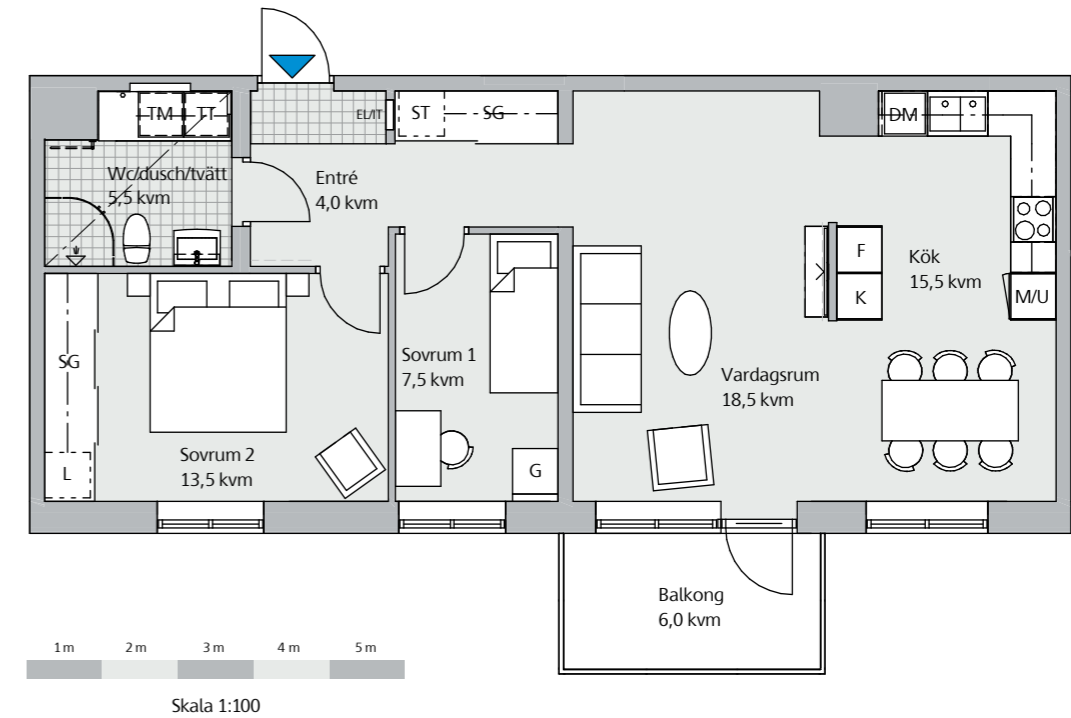 TM
TT
EL/IT
ST
SG
DM
Wc/dusch/tvätt
5,5 kvm
Entré
4,0 kvm
F
K
Kök
15,5 kvm
M/U
SG
L
Sovrum 2
13,5 kvm
Sovrum 1
7,5 kvm
G
Vardagsrum
18,5 kvm
Balkong
6,0 kvm
1 m
2 m
3 m
4 m
5 m
Skala 1:100